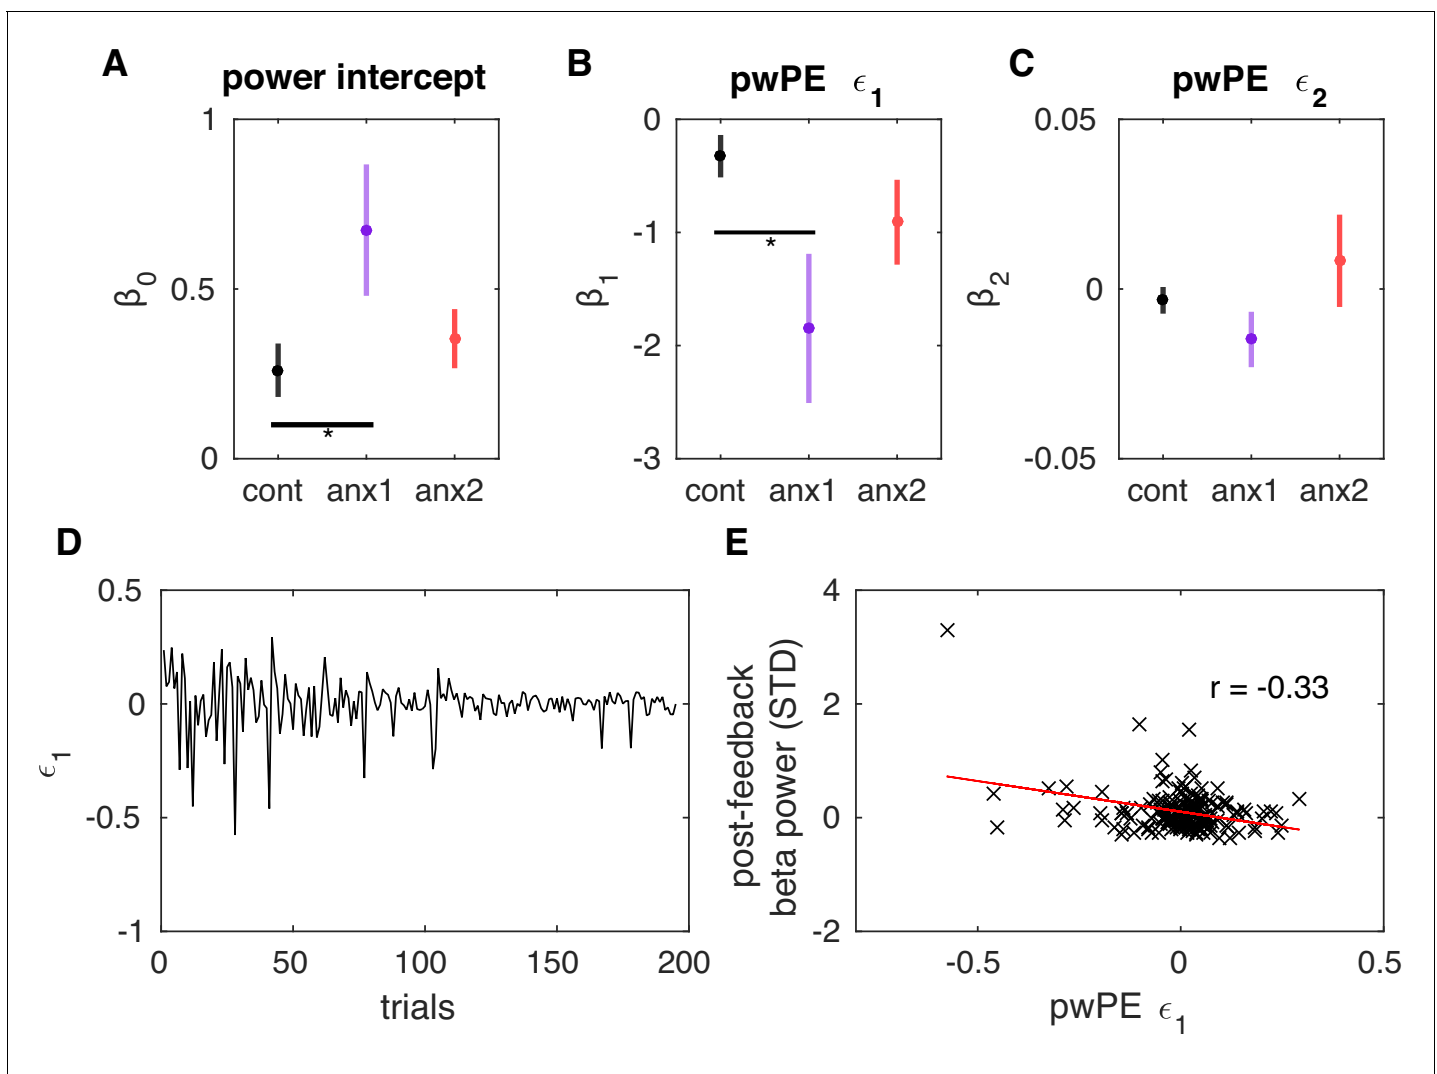 A
power intercept
1
0.5
0
β0
*
cont anx1 anx2
B
pwPE ϵ1
0
-1
-2
-3
β1
*
cont anx1 anx2
C
pwPE ϵ2
0.05
0
-0.05
β2
cont anx1 anx2
D
0.5
0
-0.5
-1
ϵ1
0 50 100 150 200
trials
E
4
2
0
-2
post-feedback
beta power (STD)
r = -0.33
-0.5 0 0.5
pwPE ϵ1